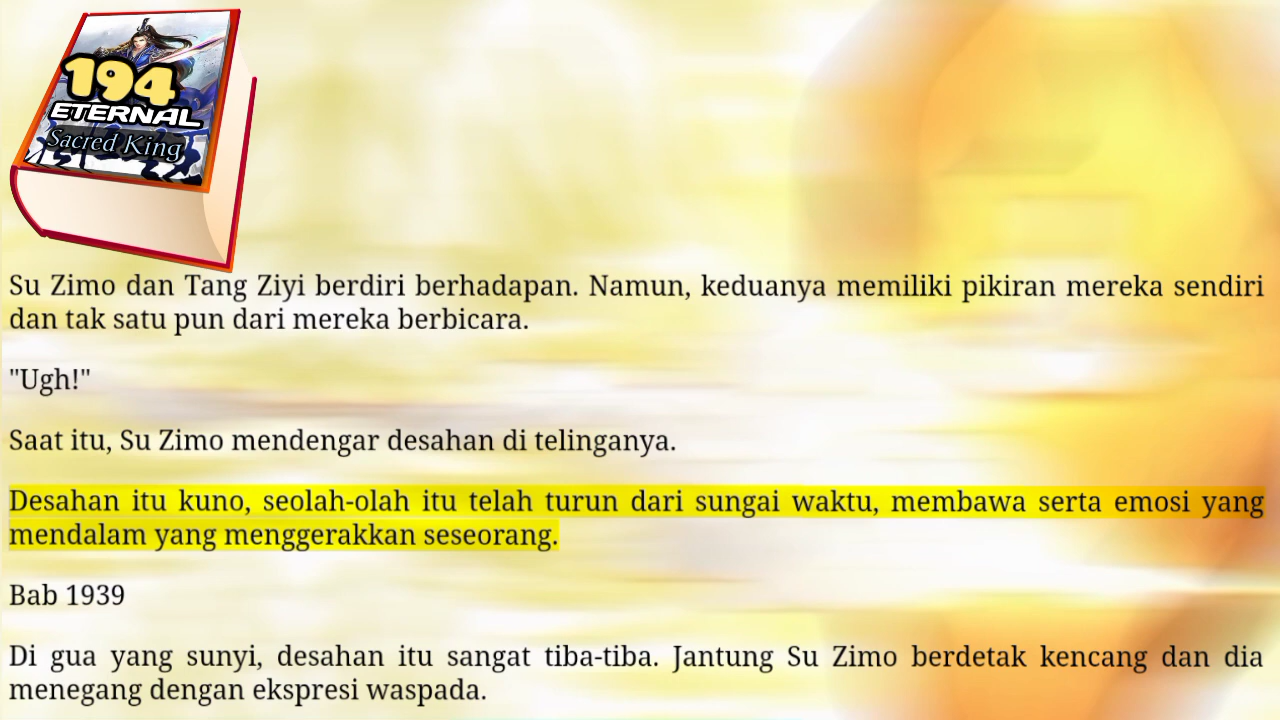 194
ETERNAL
Sacred King
Su Zimo dan Tang Ziyi berdiri berhadapan. Namun, keduanya memiliki pikiran mereka sendiri
dan tak satu pun dari mereka berbicara.
"Ugh!"
Saat itu, Su Zimo mendengar desahan di telinganya.
Desahan itu kuno, seolah-olah itu telah turun dari sungai waktu, membawa serta emosi yang
mendalam yang menggerakkan seseorang.
Bab 1939
Di gua yang sunyi, desahan itu sangat tiba-tiba. Jantung Su Zimo berdetak kencang dan dia
menegang dengan ekspresi waspada.